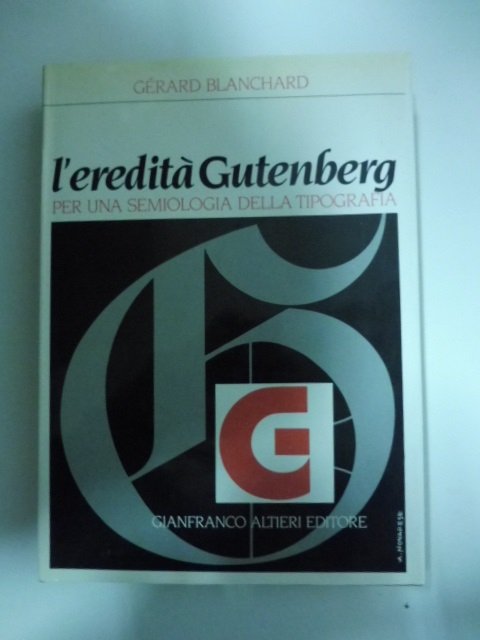 GÉRARD BLANCHARD
l'eredità Gutenberg
PER UNA SEMIOLOGIA DELLA TIPOGRAFIA
G
G
GIANFRANCO ALTIERI EDITORE